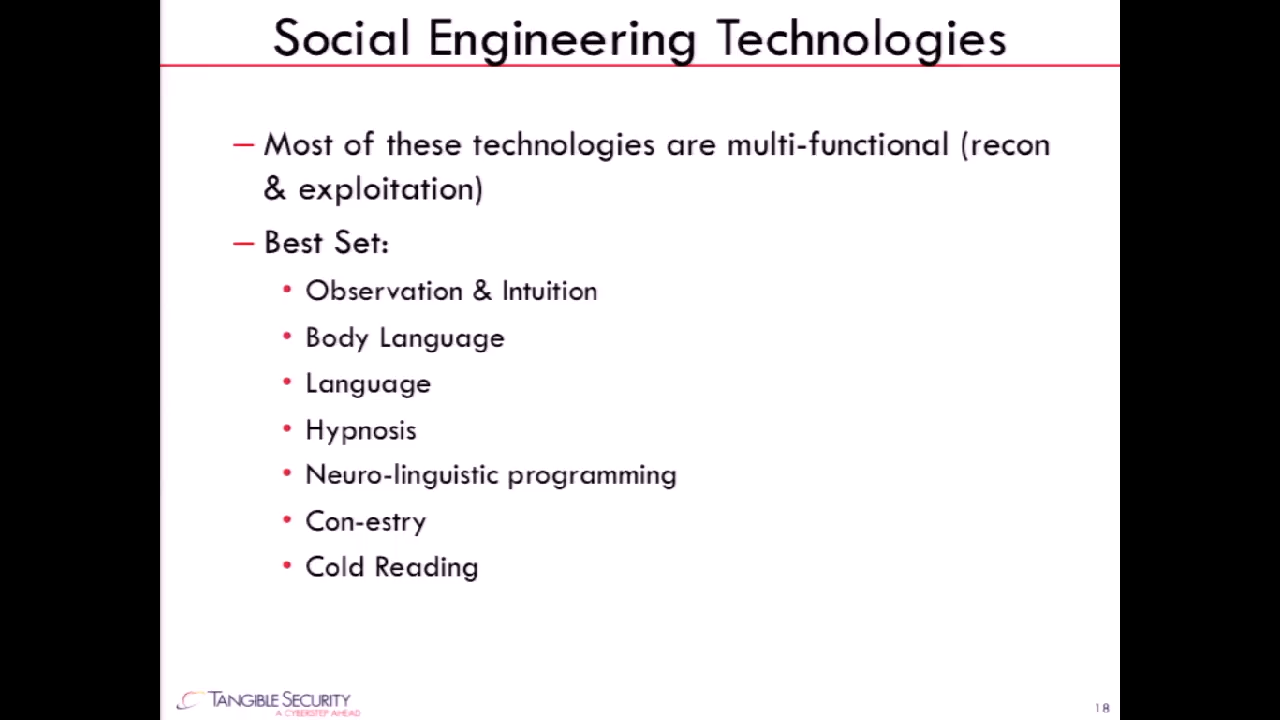 Social Engineering Technologies
– Most of these technologies are multi-functional (recon
& exploitation)
– Best Set:
• Observation & Intuition
• Body Language
• Language
• Hypnosis
• Neuro-linguistic programming
• Con-estry
• Cold Reading
TANGIBLE SECURITY
A CYBERSTEP AHEAD
18